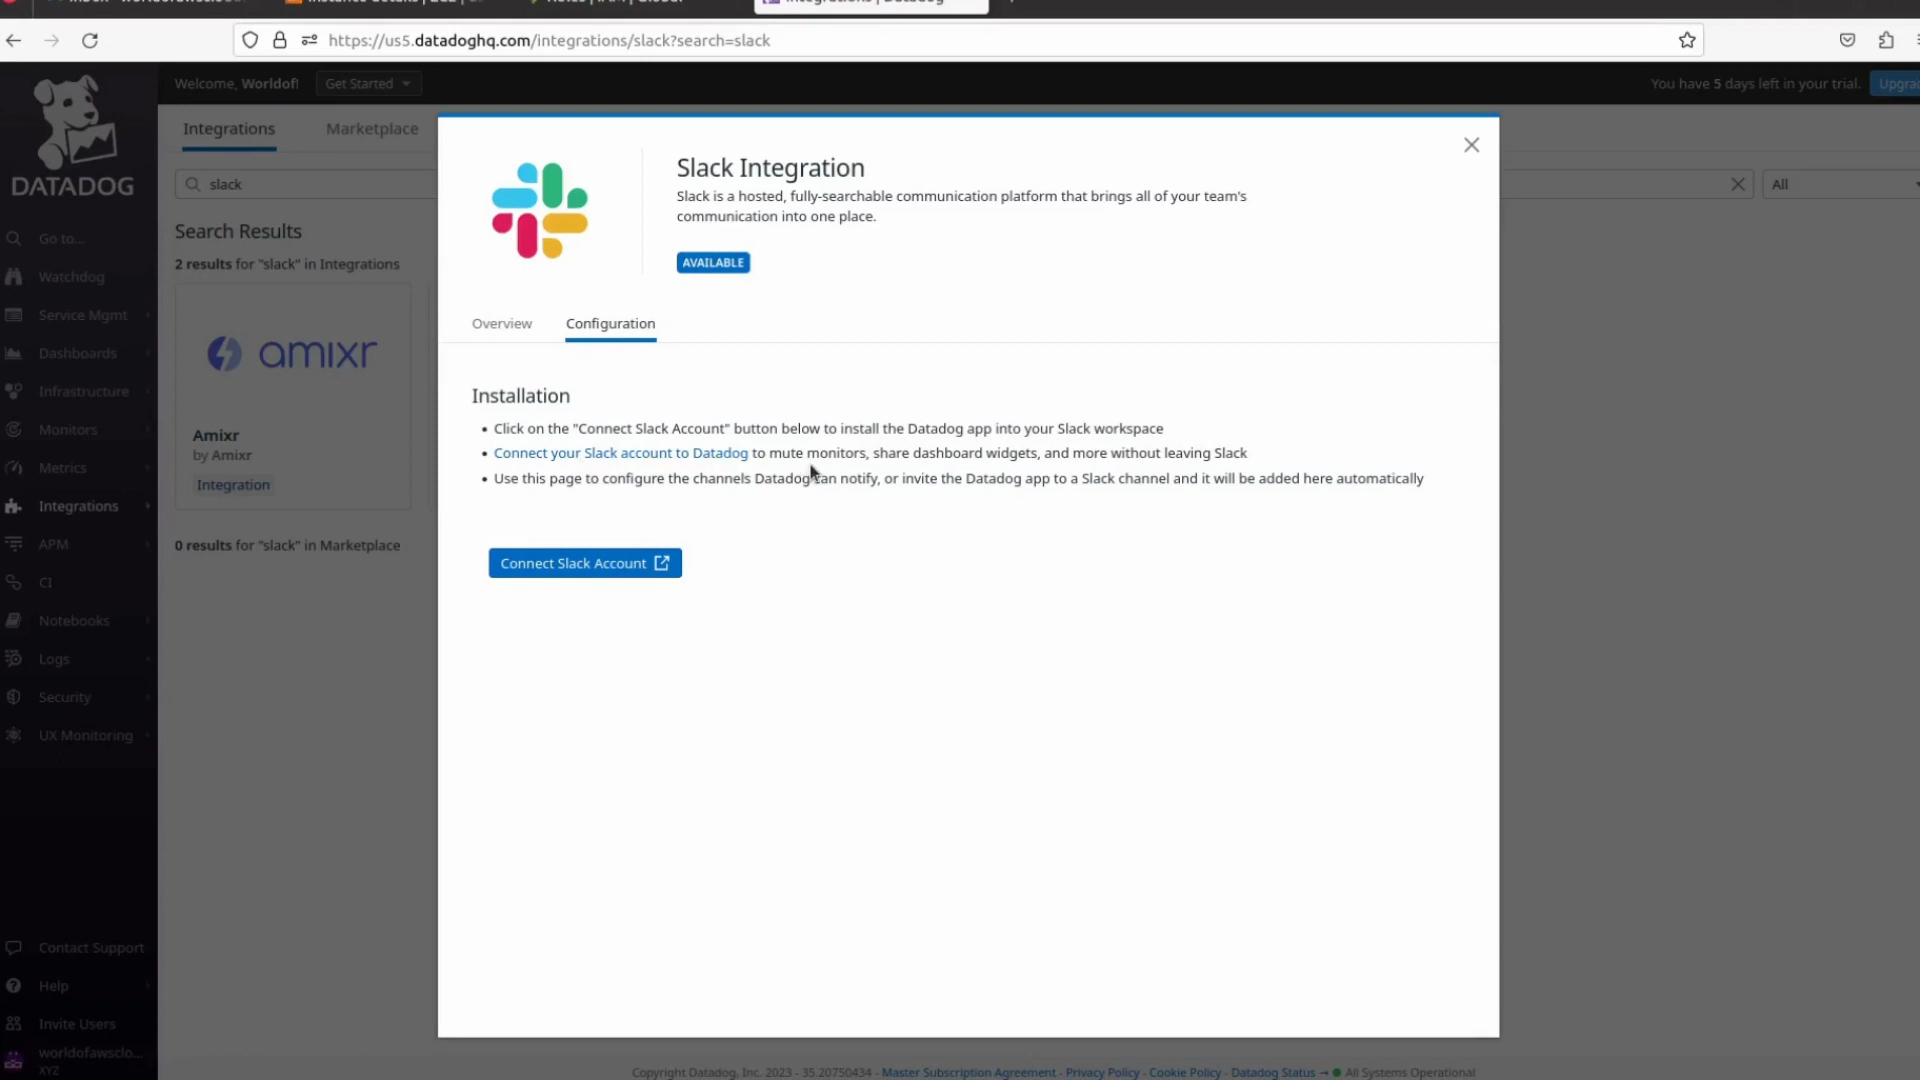 https://us5.datadoghq.com/integrations/slack?search=slack
Welcome, Worldof!
Get Started
You have 5 days left in your trial.
DATADOG
Integrations
Marketplace
slack
All
Search Results
2 results for "slack" in Integrations
amixr
Amixr
by Amixr
Integration
0 results for "slack" in Marketplace
Go to...
Watchdog
Service Mgmt
Dashboards
Infrastructure
Monitors
Metrics
Integrations
APM
CI
Notebooks
Logs
Security
UX Monitoring
Contact Support
Help
Invite Users
worldofawsclo...
XYZ
Slack Integration
Slack is a hosted, fully-searchable communication platform that brings all of your team's
communication into one place.
AVAILABLE
Overview
Configuration
Installation
• Click on the "Connect Slack Account" button below to install the Datadog app into your Slack workspace
• Connect your Slack account to Datadog to mute monitors, share dashboard widgets, and more without leaving Slack
• Use this page to configure the channels Datadog can notify, or invite the Datadog app to a Slack channel and it will be added here automatically
Connect Slack Account
Copyright Datadog, Inc. 2023 - 35.20750434 - Master Subscription Agreement - Privacy Policy - Cookie Policy - Datadog Status → All Systems Operational